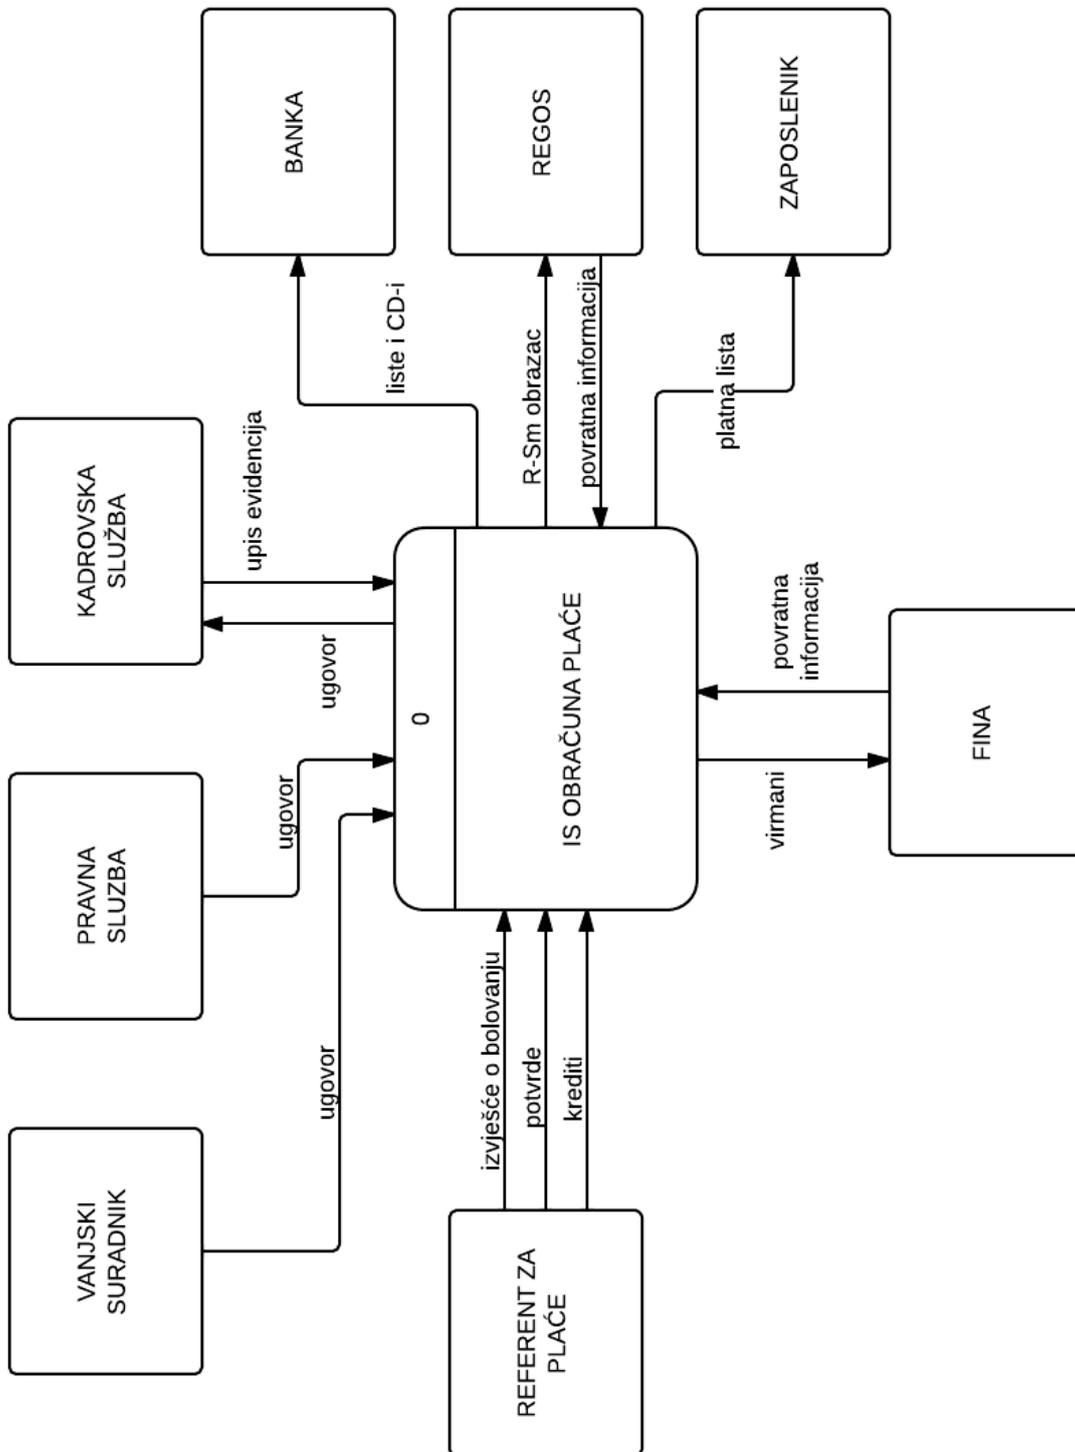 VANJSKI
SURADNIK
PRAVNA
SLUZBA
KADROVSKA
SLUŽBA
ugovor
ugovor
ugovor
upis evidencija
liste i CD-i
BANKA
0
IS OBRAČUNA PLAĆE
REFERENT ZA
PLAĆE
izvješće o bolovanju
potvrde
krediti
R-Sm obrazac
povratna informacija
REGOS
platna lista
ZAPOSLENIK
virmani
povratna
informacija
FINA